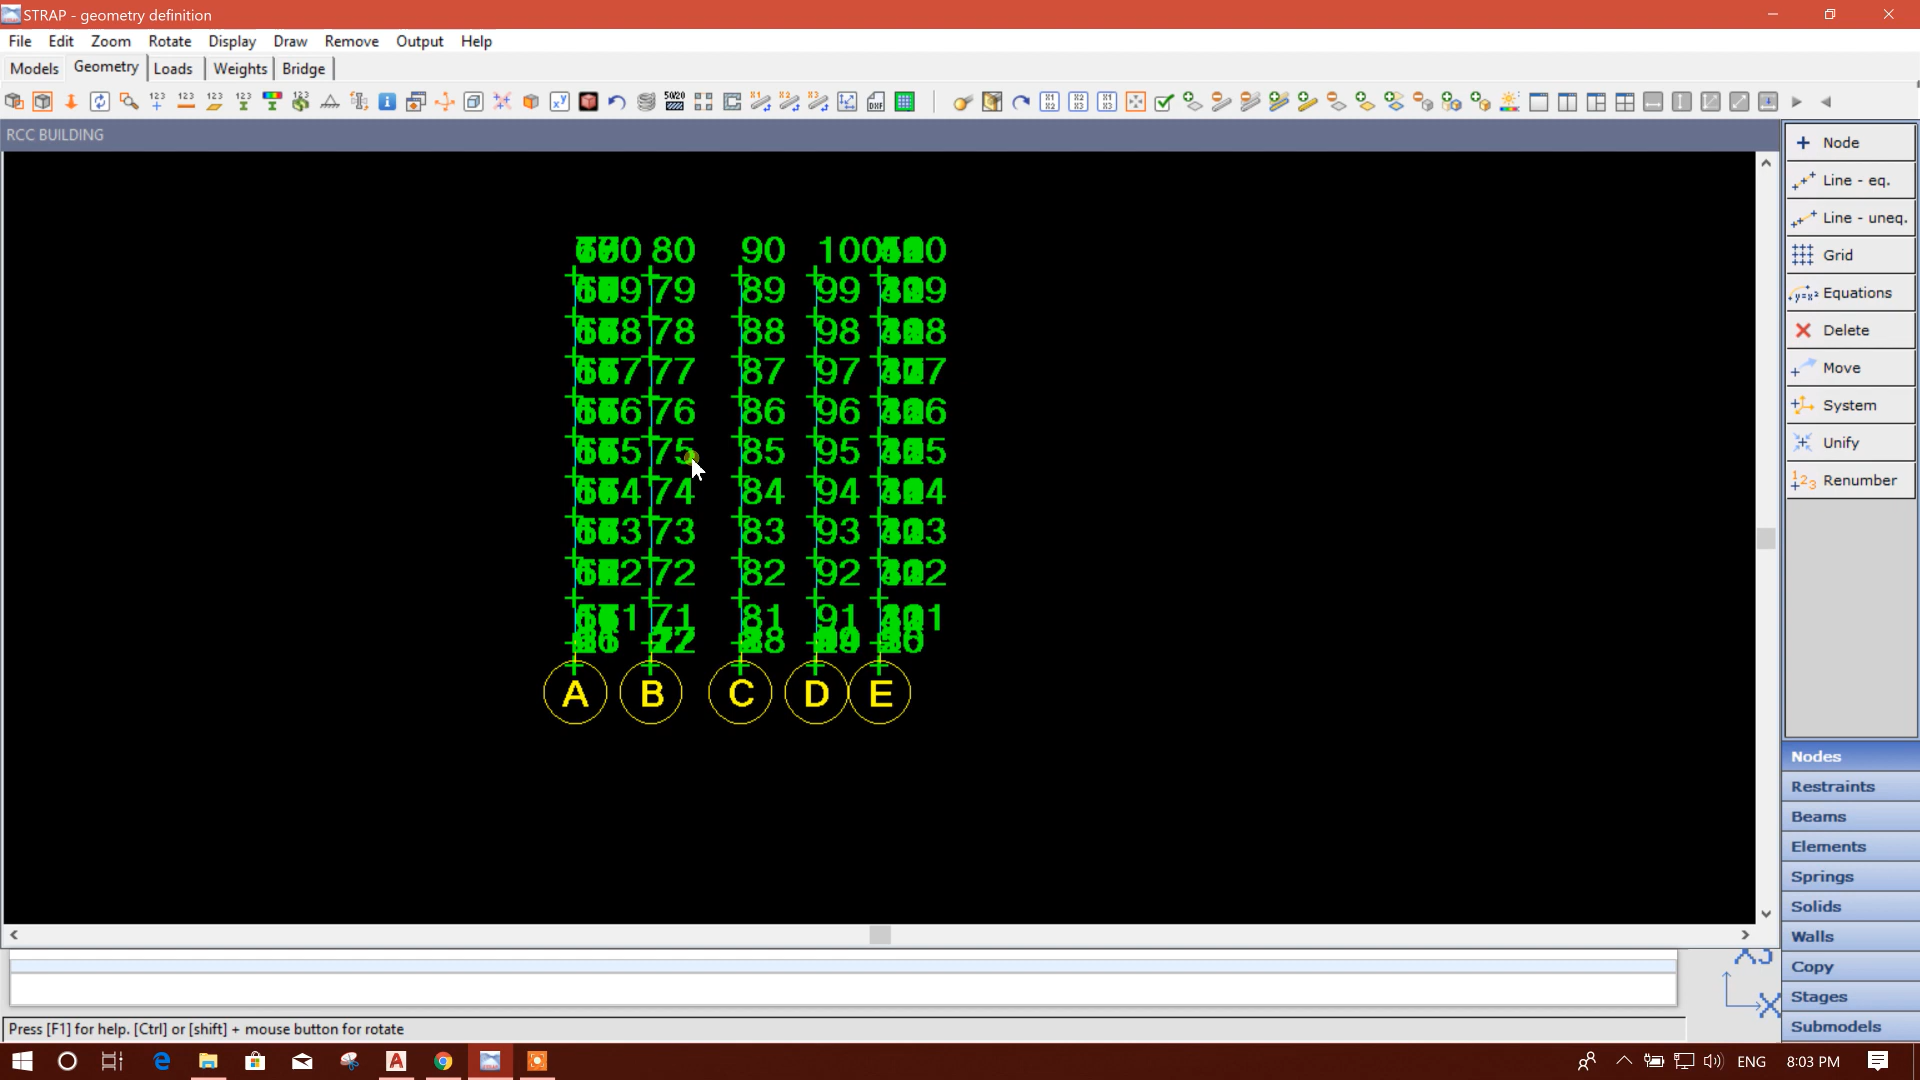 STRAP - geometry definition
File Edit Zoom Rotate Display Draw Remove Output Help
Models Geometry Loads Weights Bridge
RCC BUILDING
80 90 100
79 89 99
78 88 98
77 87 97
76 86 96
75 85 95
74 84 94
73 83 93
72 82 92
71 81 91
A B C D E
Node
Line - eq.
Line - uneq.
Grid
Equations
Delete
Move
System
Unify
Renumber
Nodes
Restraints
Beams
Elements
Springs
Solids
Walls
Copy
Stages
Submodels
Press [F1] for help. [Ctrl] or [shift] + mouse button for rotate
ENG 8:03 PM